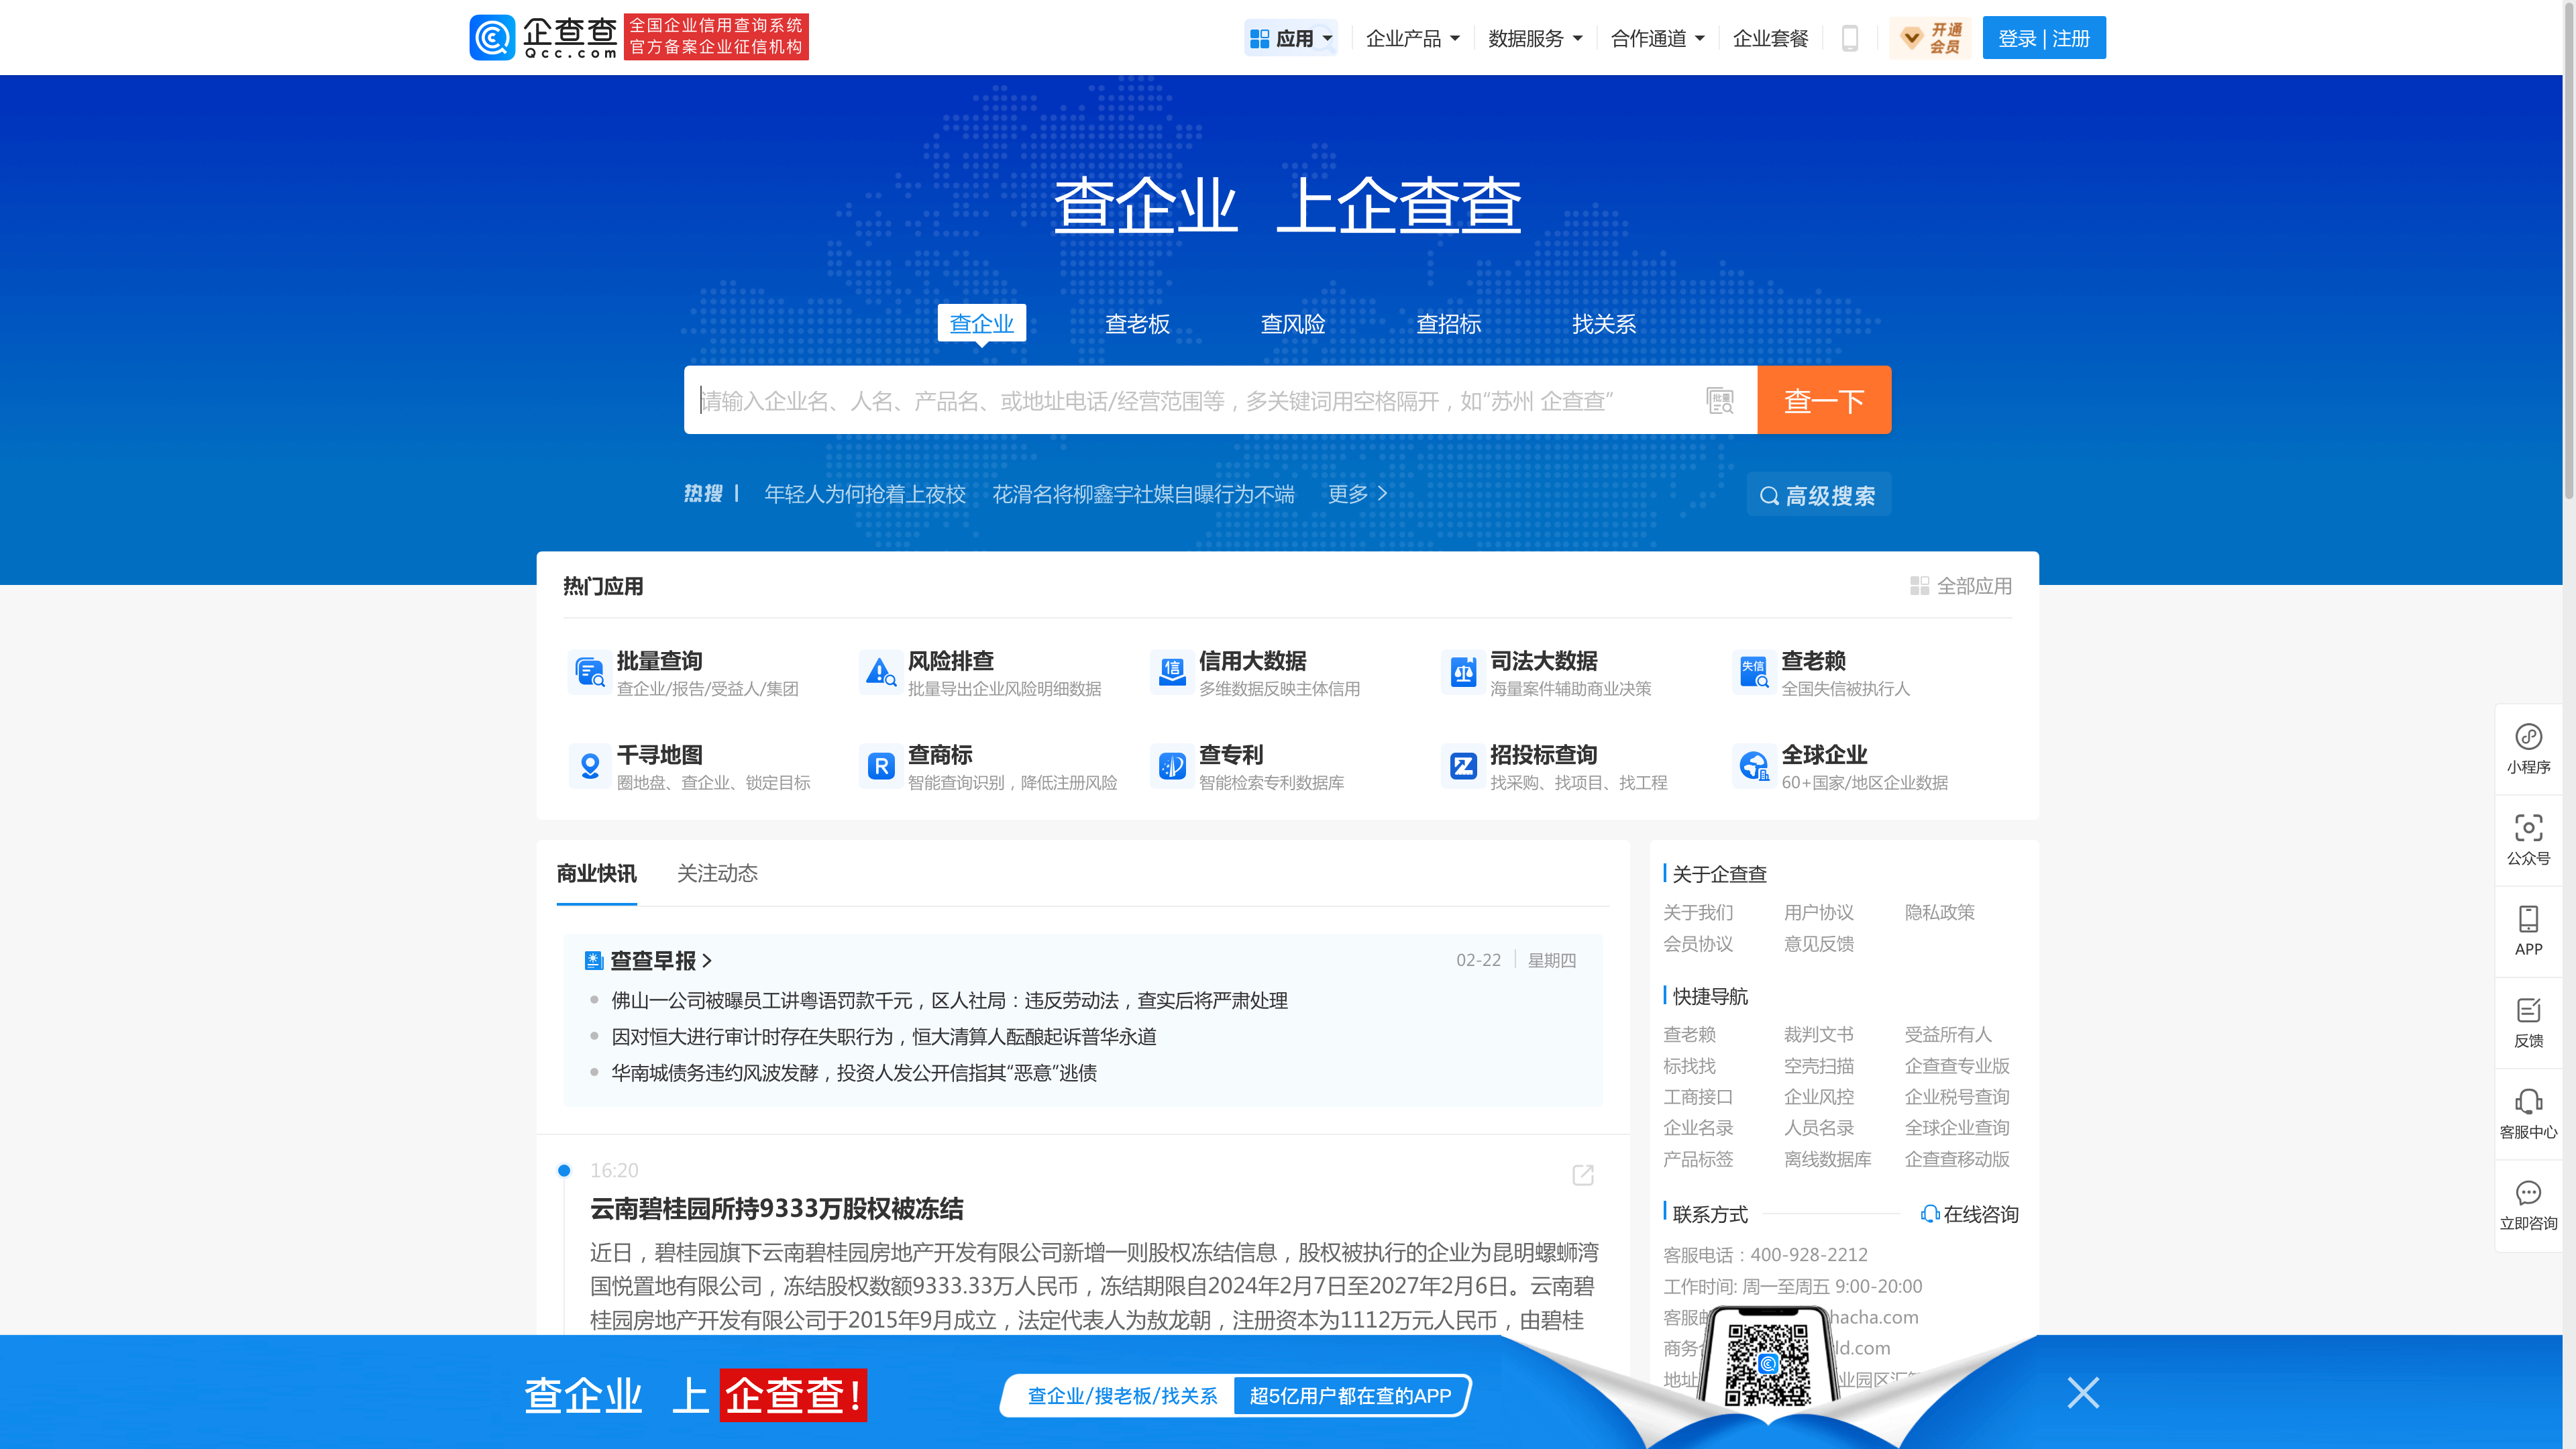 企查查
Qcc.com
全国企业信用查询系统
官方备案企业征信机构
应用
企业产品
数据服务
合作通道
企业套餐
开通
会员
登录 | 注册
查企业 上企查查
查企业
查老板
查风险
查招标
找关系
请输入企业名、人名、产品名、或地址电话/经营范围等，多关键词用空格隔开，如“苏州 企查查”
批量
查一下
热搜
年轻人为何抢着上夜校
花滑名将柳鑫宇社媒自曝行为不端
更多
高级搜索
热门应用
全部应用
批量查询
查企业/报告/受益人/集团
风险排查
批量导出企业风险明细数据
信
信用大数据
多维数据反映主体信用
司法大数据
海量案件辅助商业决策
失信
查老赖
全国失信被执行人
千寻地图
圈地盘、查企业、锁定目标
R
查商标
智能查询识别，降低注册风险
查专利
智能检索专利数据库
招投标查询
找采购、找项目、找工程
全球企业
60+国家/地区企业数据
商业快讯
关注动态
查查早报
02-22
星期四
佛山一公司被曝员工讲粤语罚款千元，区人社局：违反劳动法，查实后将严肃处理
因对恒大进行审计时存在失职行为，恒大清算人酝酿起诉普华永道
华南城债务违约风波发酵，投资人发公开信指其“恶意”逃债
16:20
云南碧桂园所持9333万股权被冻结
近日，碧桂园旗下云南碧桂园房地产开发有限公司新增一则股权冻结信息，股权被执行的企业为昆明螺蛳湾
国悦置地有限公司，冻结股权数额9333.33万人民币，冻结期限自2024年2月7日至2027年2月6日。云南碧
桂园房地产开发有限公司于2015年9月成立，法定代表人为敖龙朝，注册资本为1112万元人民币，由碧桂
关于企查查
关于我们
用户协议
隐私政策
会员协议
意见反馈
快捷导航
查老赖
裁判文书
受益所有人
标找找
空壳扫描
企查查专业版
工商接口
企业风控
企业税号查询
企业名录
人员名录
全球企业查询
产品标签
离线数据库
企查查移动版
联系方式
在线咨询
客服电话：400-928-2212
工作时间: 周一至周五 9:00-20:00
客服
hacha.com
商务
ld.com
地址
业园区汇
小程序
公众号
APP
反馈
客服中心
立即咨询
查企业 上 企查查!
查企业/搜老板/找关系
超5亿用户都在查的APP